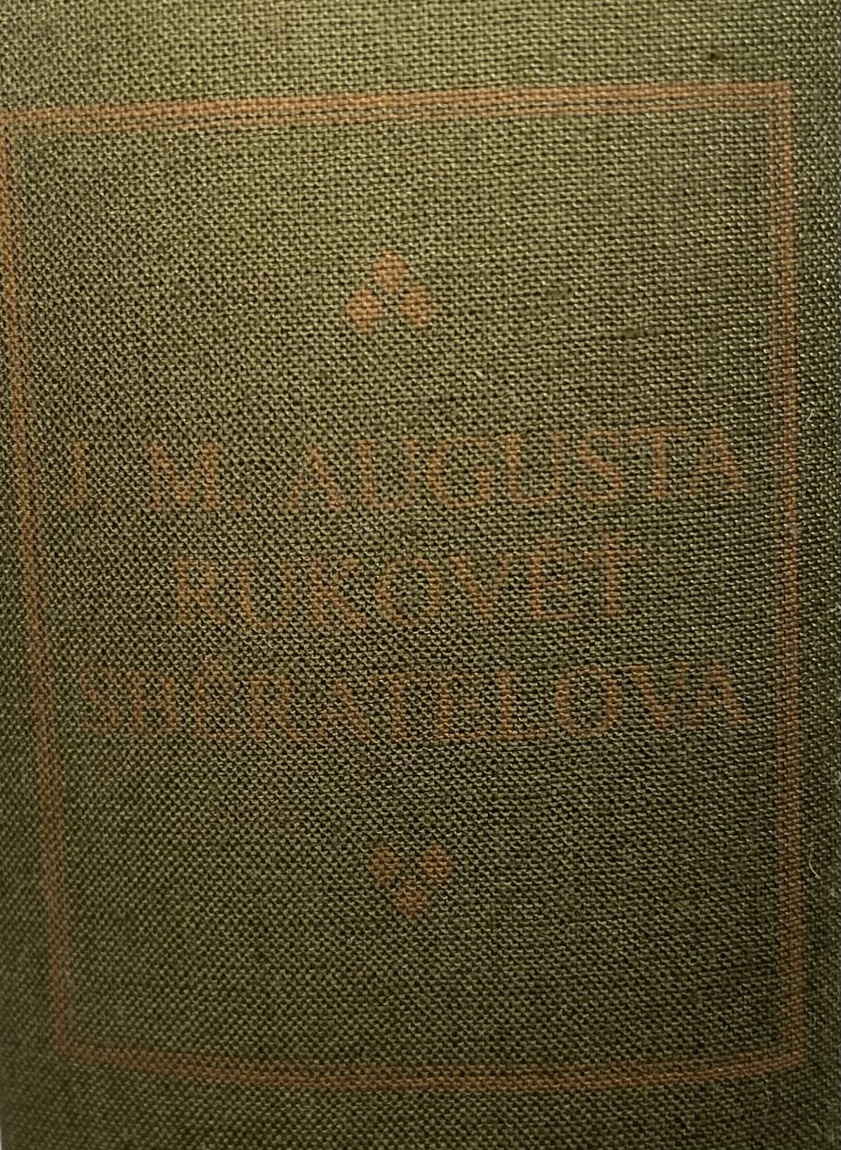 J. M. AUGUSTA
RUKOVĚŤ
SBĚRATELOVA